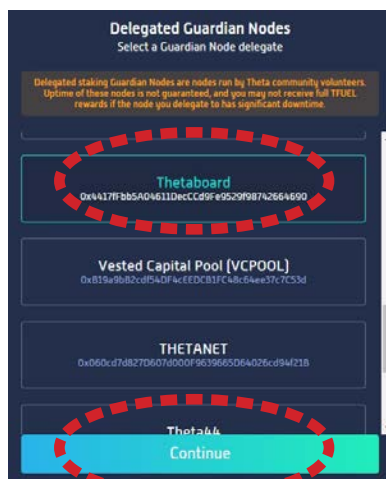 Delegated Guardian Nodes
Select a Guardian Node delegate
Delegated staking Guardian Nodes are nodes run by Theta community volunteers.
Uptime of these nodes is not guaranteed, and you may not receive full TFUEL
rewards if the node you delegate to has significant downtime.
Thetaboard
0x4417fFbb5A04611DecCCd9Fe9529f98742664690
Vested Capital Pool (VCPOOL)
0x819a9b82cdf54DF4cEEDCB1FC48c64ee37c7C53d
THETANET
0x060cd7d8270607d000F9639665D64026cd94f218
Theta44
Continue